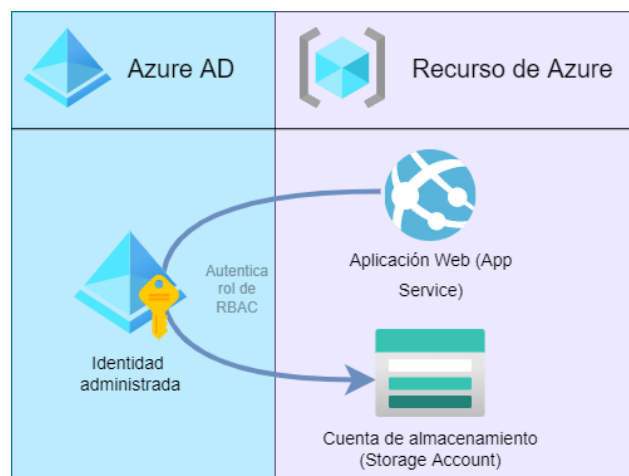 Azure AD
Recurso de Azure
Aplicación Web (App
Service)
Autentica
rol de
RBAC
Identidad
administrada
Cuenta de almacenamiento
(Storage Account)